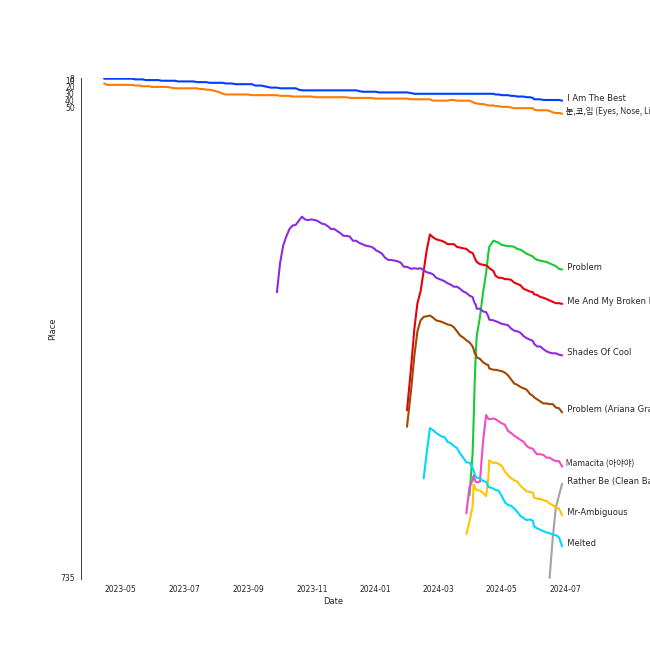 10
20
30
40
50
I Am The Best
눈,코,입 (Eyes, Nose, Li
Problem
Me And My Broken
Shades Of Cool
Place
Problem (Ariana Gra
Mamacita (아야야)
Rather Be (Clean Ba
Mr-Ambiguous
Melted
735
2023-05 2023-07 2023-09 2023-11 2024-01 2024-03 2024-05 2024-07
Date